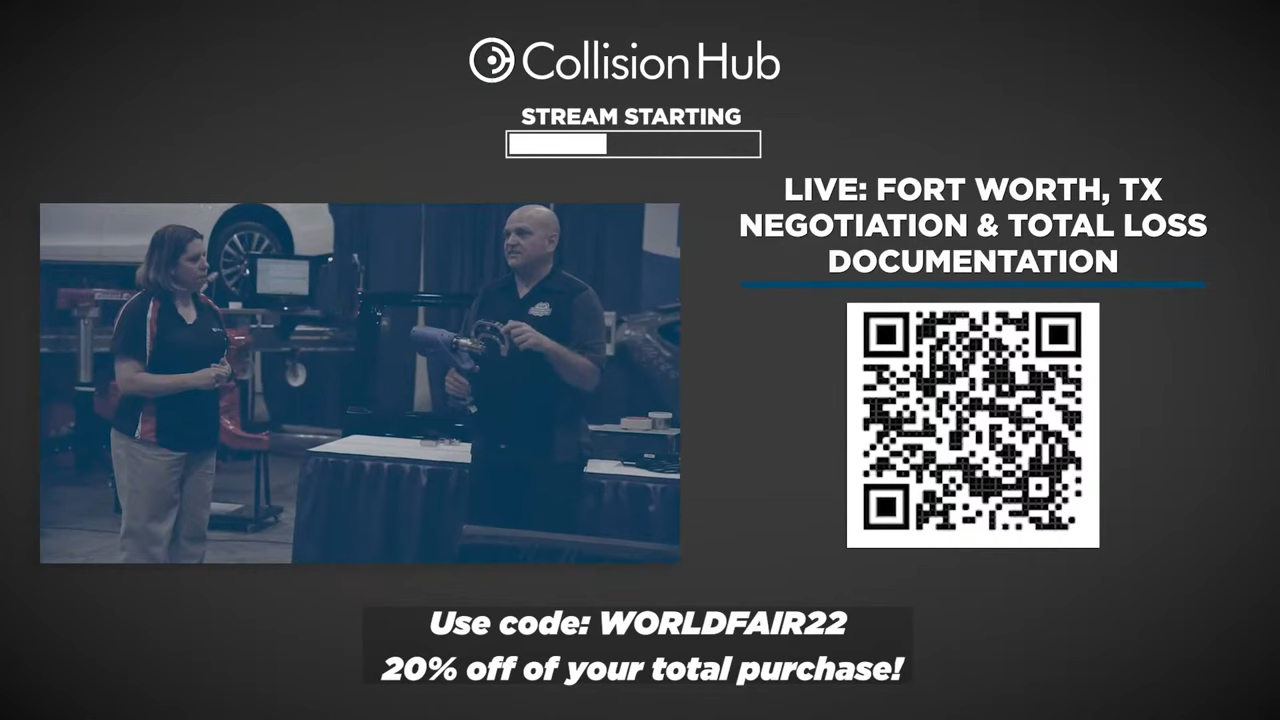 Collision Hub
STREAM STARTING
LIVE: FORT WORTH, TX
NEGOTIATION & TOTAL LOSS
DOCUMENTATION
Use code: WORLDFAIR22
20% off of your total purchase!